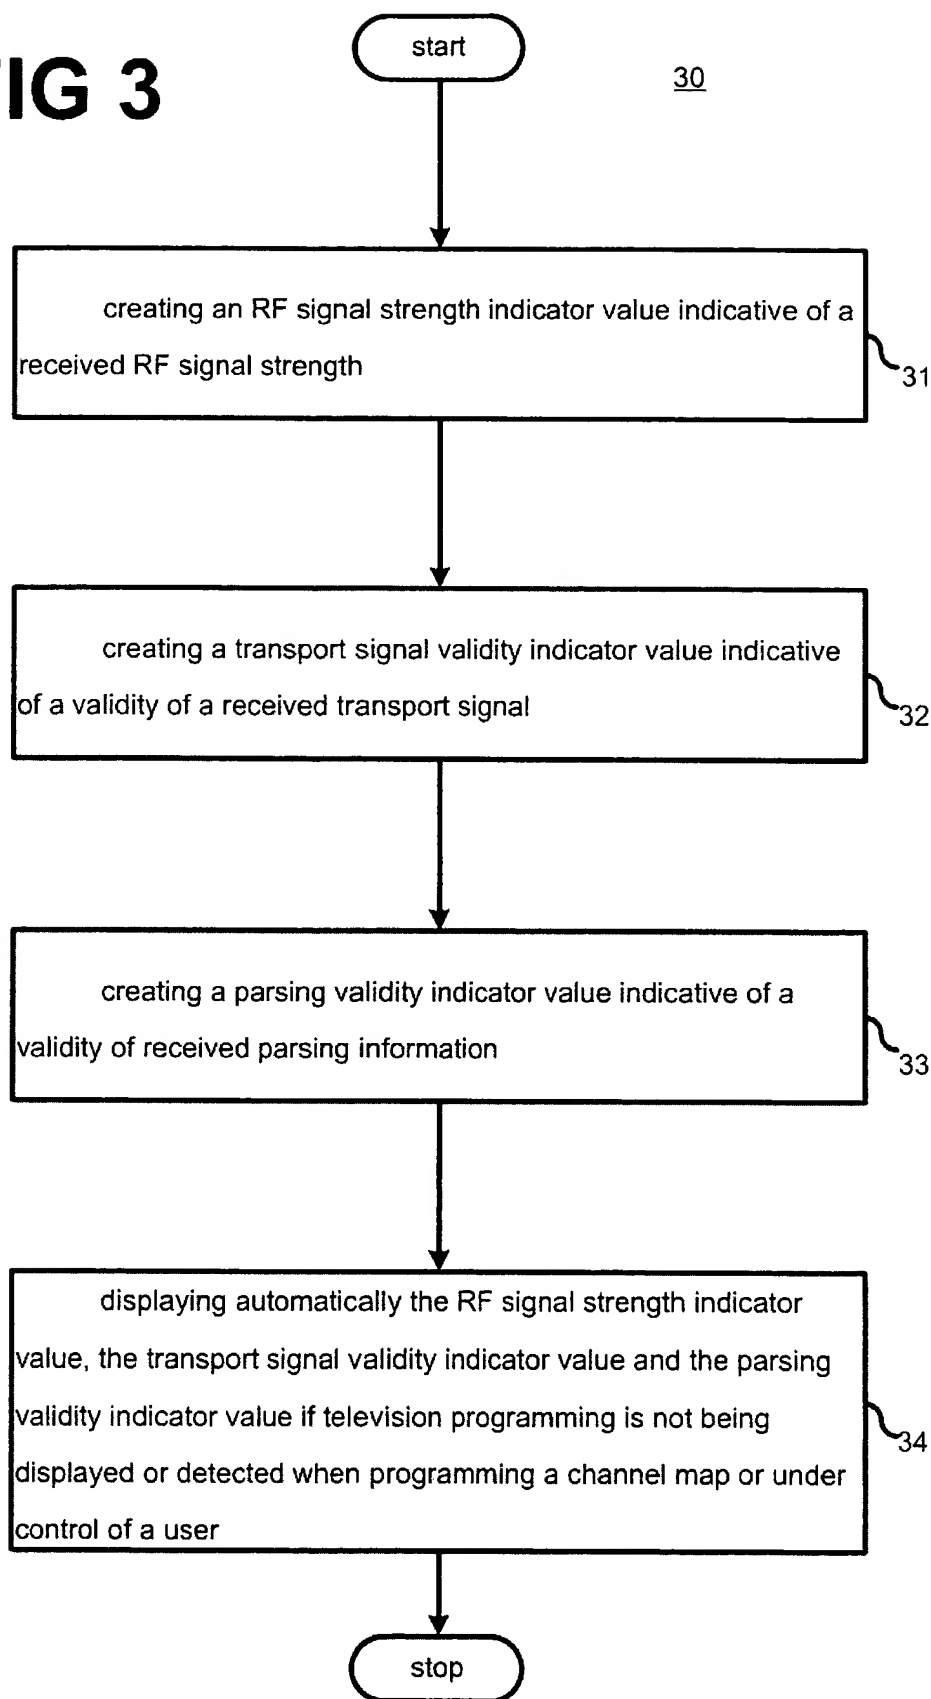 start
IG 3
30
creating an RF signal strength indicator value indicative of a
received RF signal strength
31
creating a transport signal validity indicator value indicative
of a validity of a received transport signal
32
creating a parsing validity indicator value indicative of a
validity of received parsing information
33
displaying automatically the RF signal strength indicator
value, the transport signal validity indicator value and the parsing
validity indicator value if television programming is not being
displayed or detected when programming a channel map or under
control of a user
34
stop